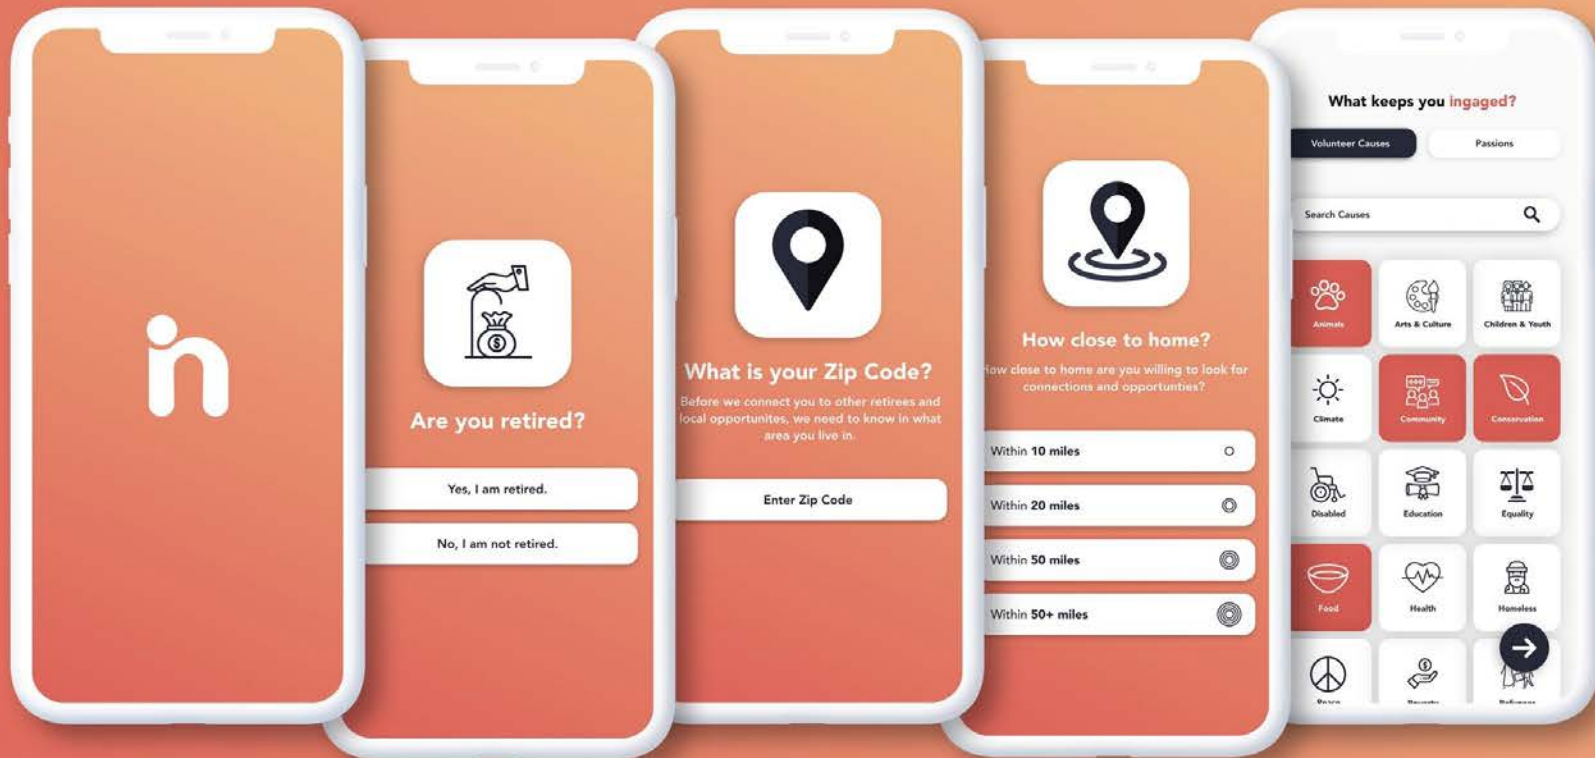 in
Are you retired?
Yes, I am retired.
No, I am not retired.
What is your Zip Code?
Before we connect you to other retirees and
local opportunites, we need to know in what
area you live in.
Enter Zip Code
How close to home?
How close to home are you willing to look for
connections and opportunties?
Within 10 miles
Within 20 miles
Within 50 miles
Within 50+ miles
What keeps you ingaged?
Volunteer Causes
Passions
Search Causes
Animals
Arts & Culture
Children & Youth
Climate
Community
Conservation
Disabled
Education
Equality
Food
Health
Homeless
Peace
Poverty